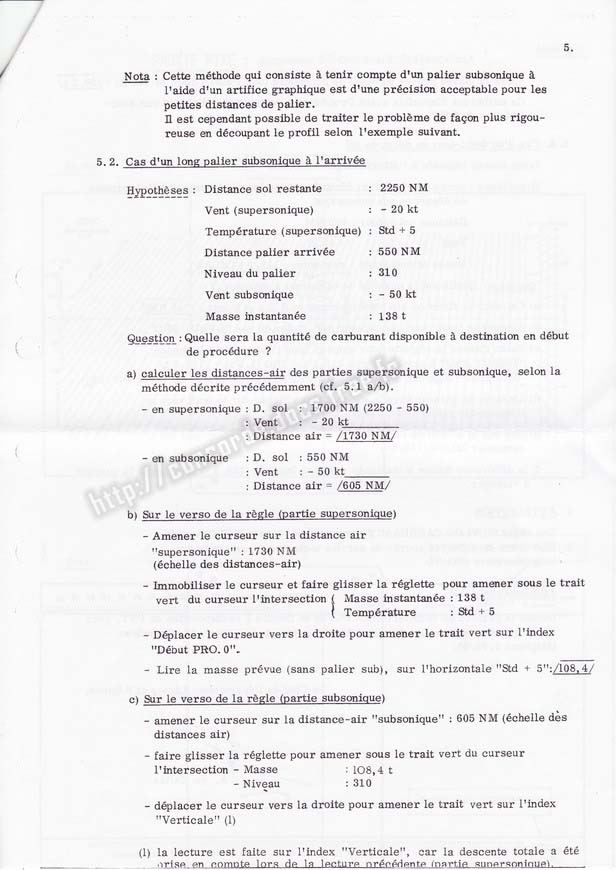 5.
Nota : Cette méthode qui consiste à tenir compte d'un palier subsonique à
l'aide d'un artifice graphique est d'une précision acceptable pour les
petites distances de palier.
Il est cependant possible de traiter le problème de façon plus rigou-
reuse en découpant le profil selon l'exemple suivant.
5.2. Cas d'un long palier subsonique à l'arrivée
Hypothèses : Distance sol restante : 2250 NM
Vent (supersonique) : - 20 kt
Température (supersonique) : Std + 5
Distance palier arrivée : 550 NM
Niveau du palier : 310
Vent subsonique : - 50 kt
Masse instantanée : 138 t
Question : Quelle sera la quantité de carburant disponible à destination en début
de procédure ?
a) calculer les distances-air des parties supersonique et subsonique, selon la
méthode décrite précédemment (cf. 5.1 a/b).
- en supersonique : D. sol : 1700 NM (2250 - 550)
: Vent : - 20 kt
: Distance air = /1730 NM/
- en subsonique : D. sol : 550 NM
: Vent : - 50 kt
: Distance air = /605 NM/
b) Sur le verso de la règle (partie supersonique)
- Amener le curseur sur la distance air
"supersonique" : 1730 NM
(échelle des distances-air)
- Immobiliser le curseur et faire glisser la réglette pour amener sous le trait
vert du curseur l'intersection ( Masse instantanée : 138 t
( Température : Std + 5
- Déplacer le curseur vers la droite pour amener le trait vert sur l'index
"Début PRO. 0".
- Lire la masse prévue (sans palier sub), sur l'horizontale "Std + 5":/108,4/
c) Sur le verso de la règle (partie subsonique)
- amener le curseur sur la distance-air "subsonique" : 605 NM (échelle des
distances air)
- faire glisser la réglette pour amener sous le trait vert du curseur
l'intersection - Masse : 108,4 t
- Niveau : 310
- déplacer le curseur vers la droite pour amener le trait vert sur l'index
"Verticale" (1)
(1) la lecture est faite sur l'index "Verticale", car la descente totale a été
prise en compte lors de la lecture précédente (partie supersonique).